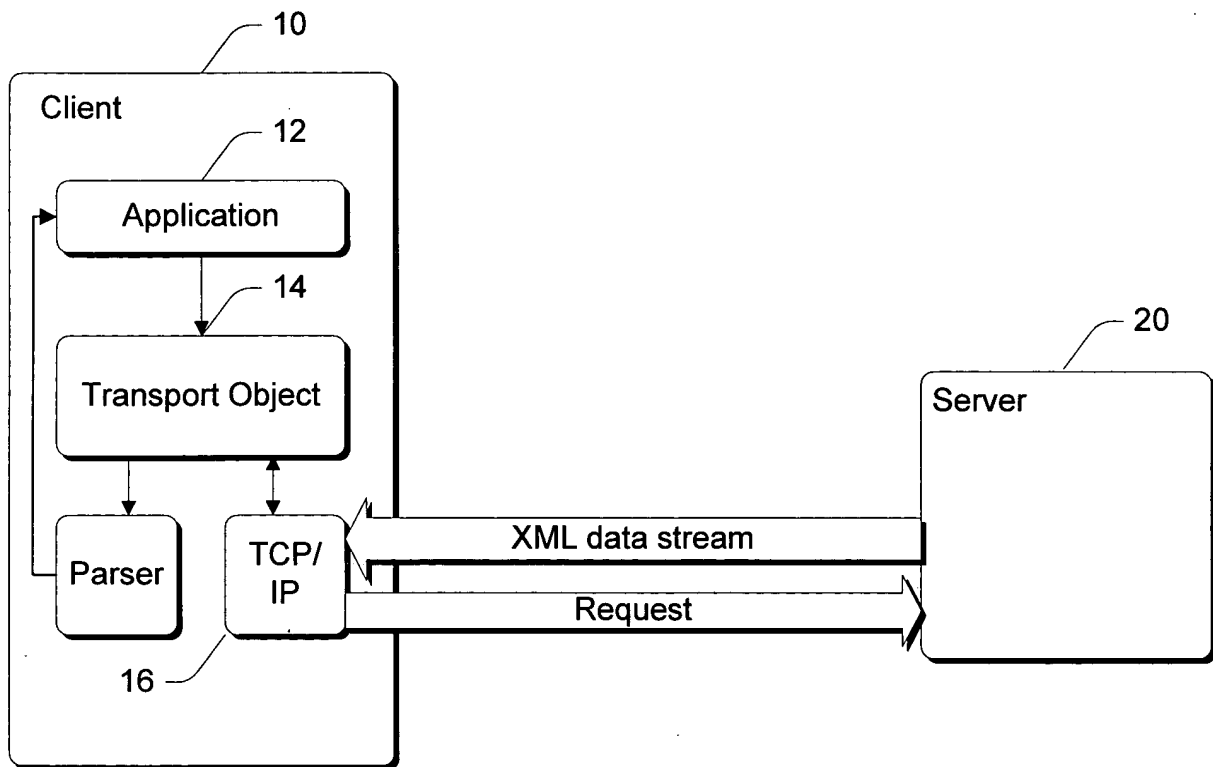 10
Client
12
Application
14
Transport Object
20
Server
XML data stream
TCP/
IP
Parser
Request
16